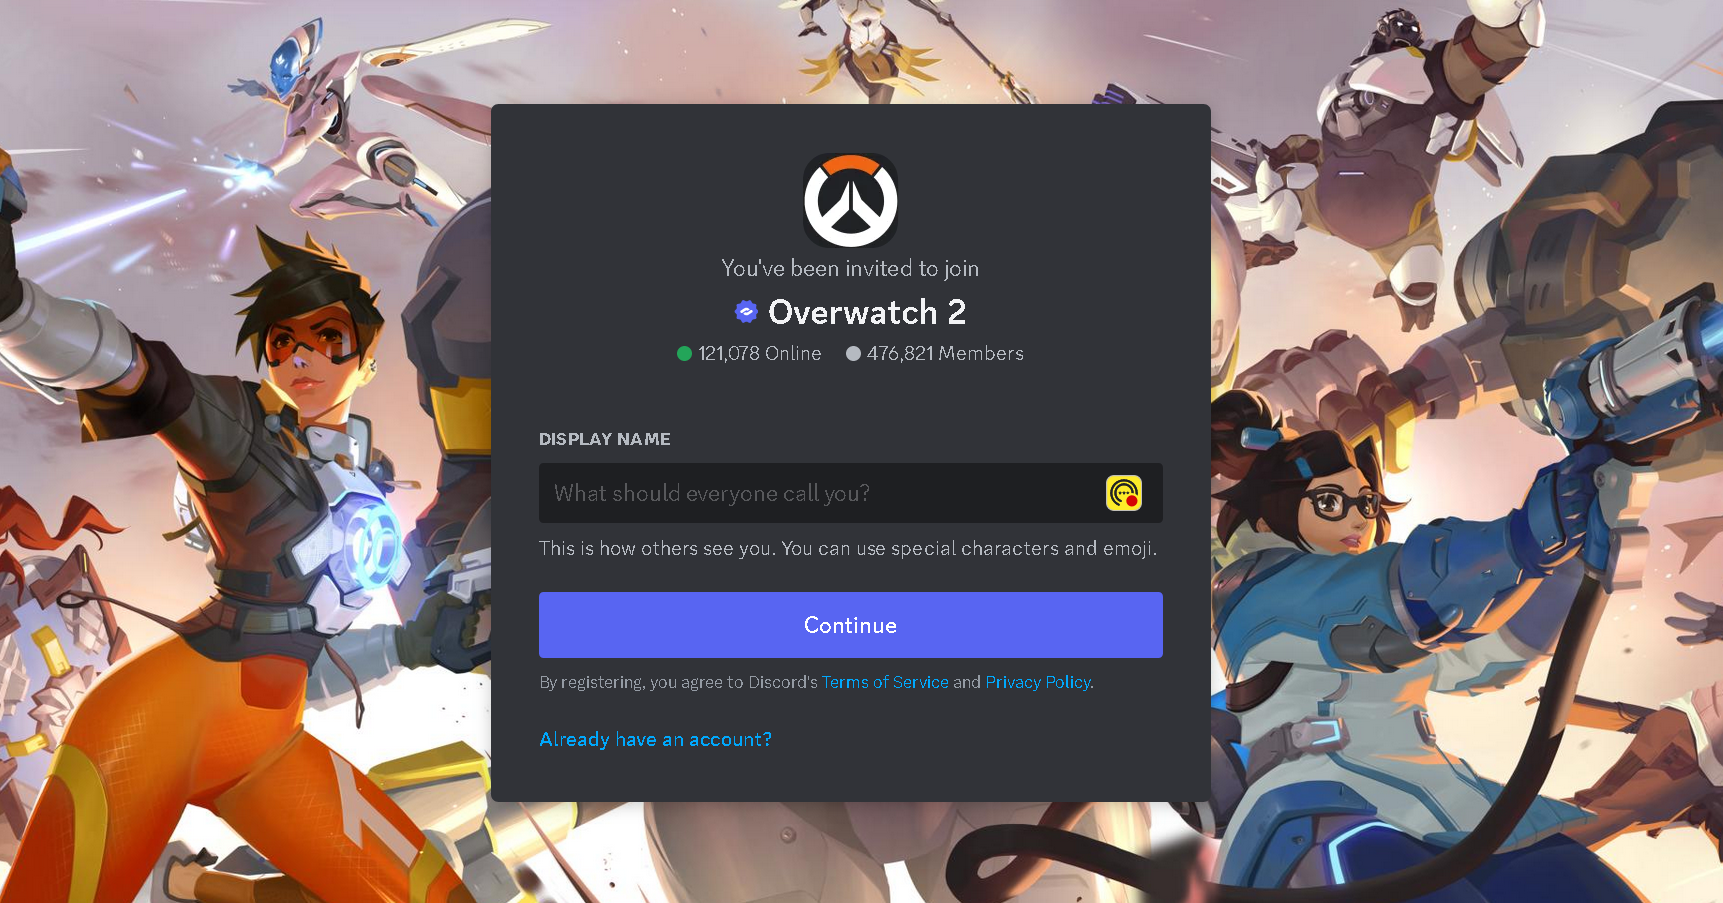 You've been invited to join
Overwatch 2
121,078 Online 476,821 Members
DISPLAY NAME
What should everyone call you?
This is how others see you. You can use special characters and emoji.
Continue
By registering, you agree to Discord's Terms of Service and Privacy Policy.
Already have an account?